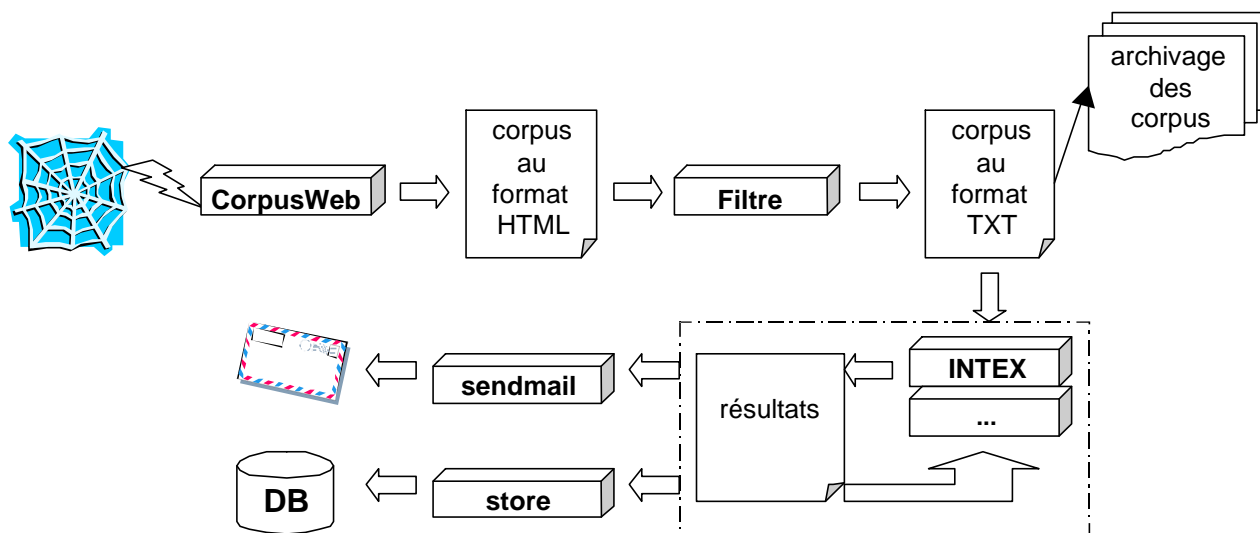 archivage
des
corpus
corpus
au
format
HTML
corpus
au
format
TXT
CorpusWeb
Filtre
INTEX
...
résultats
sendmail
store
DB